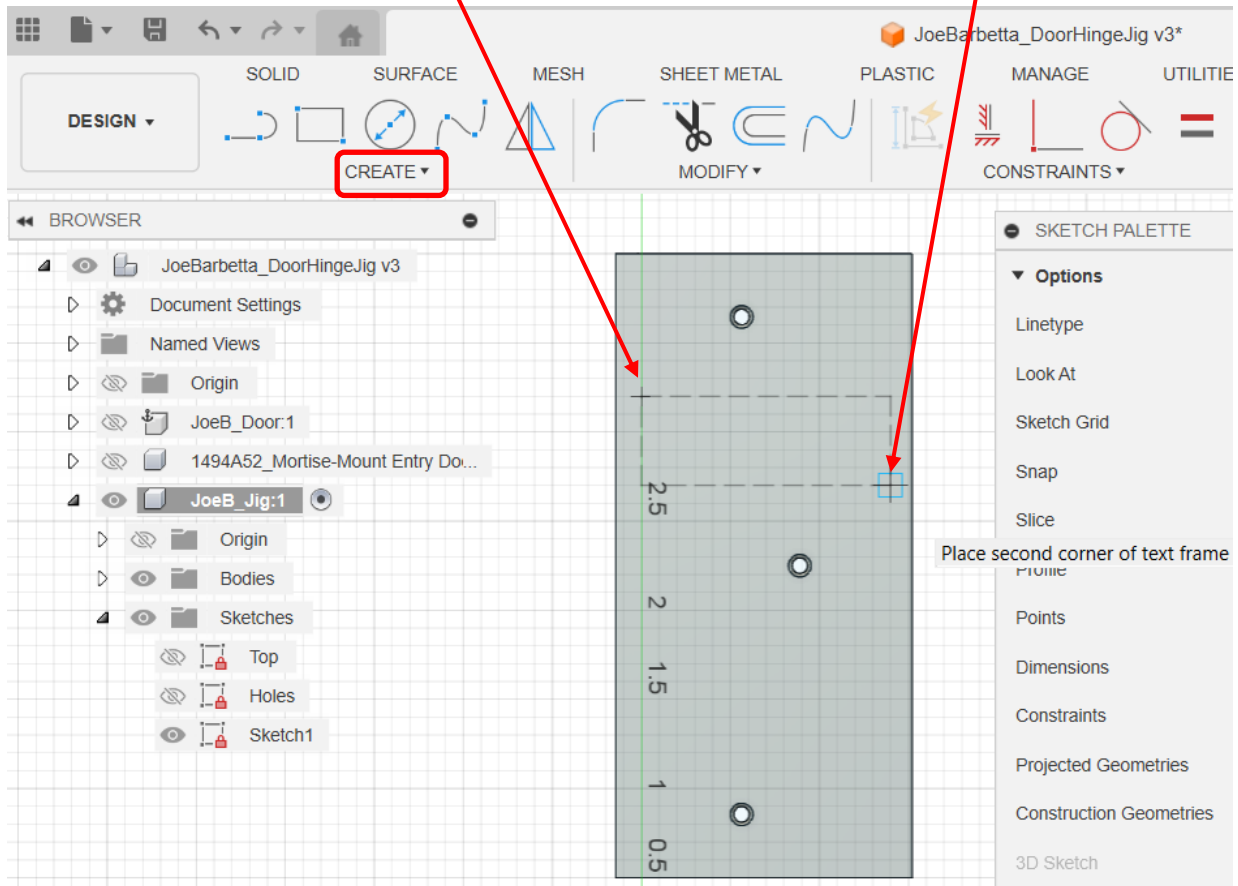 JoeBarbetta_DoorHingeJig v3*
SOLID SURFACE MESH SHEET METAL PLASTIC MANAGE UTILITIE
DESIGN ▾
CREATE ▾ MODIFY ▾ CONSTRAINTS ▾
BROWSER
JoeBarbetta_DoorHingeJig v3
Document Settings
Named Views
Origin
JoeB_Door:1
1494A52_Mortise-Mount Entry Do...
JoeB_Jig:1
Origin
Bodies
Sketches
Top
Holes
Sketch1
2.5
2
1.5
1
0.5
Place second corner of text frame
SKETCH PALETTE
▼ Options
Linetype
Look At
Sketch Grid
Snap
Slice
Profile
Points
Dimensions
Constraints
Projected Geometries
Construction Geometries
3D Sketch